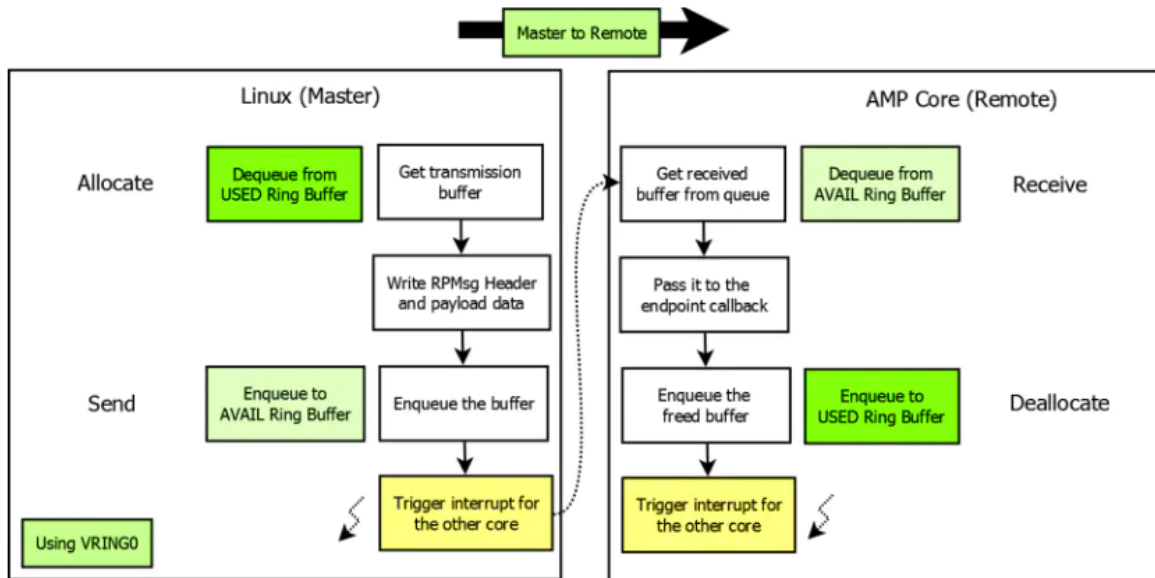 Master to Remote
Linux (Master)
Allocate
Dequeue from
USED Ring Buffer
Get transmission
buffer
Write RPMsg Header
and payload data
Send
Enqueue to
AVAIL Ring Buffer
Enqueue the buffer
Trigger interrupt for
the other core
Using VRING0
AMP Core (Remote)
Get received
buffer from queue
Dequeue from
AVAIL Ring Buffer
Receive
Pass it to the
endpoint callback
Enqueue the
freed buffer
Enqueue to
USED Ring Buffer
Deallocate
Trigger interrupt for
the other core